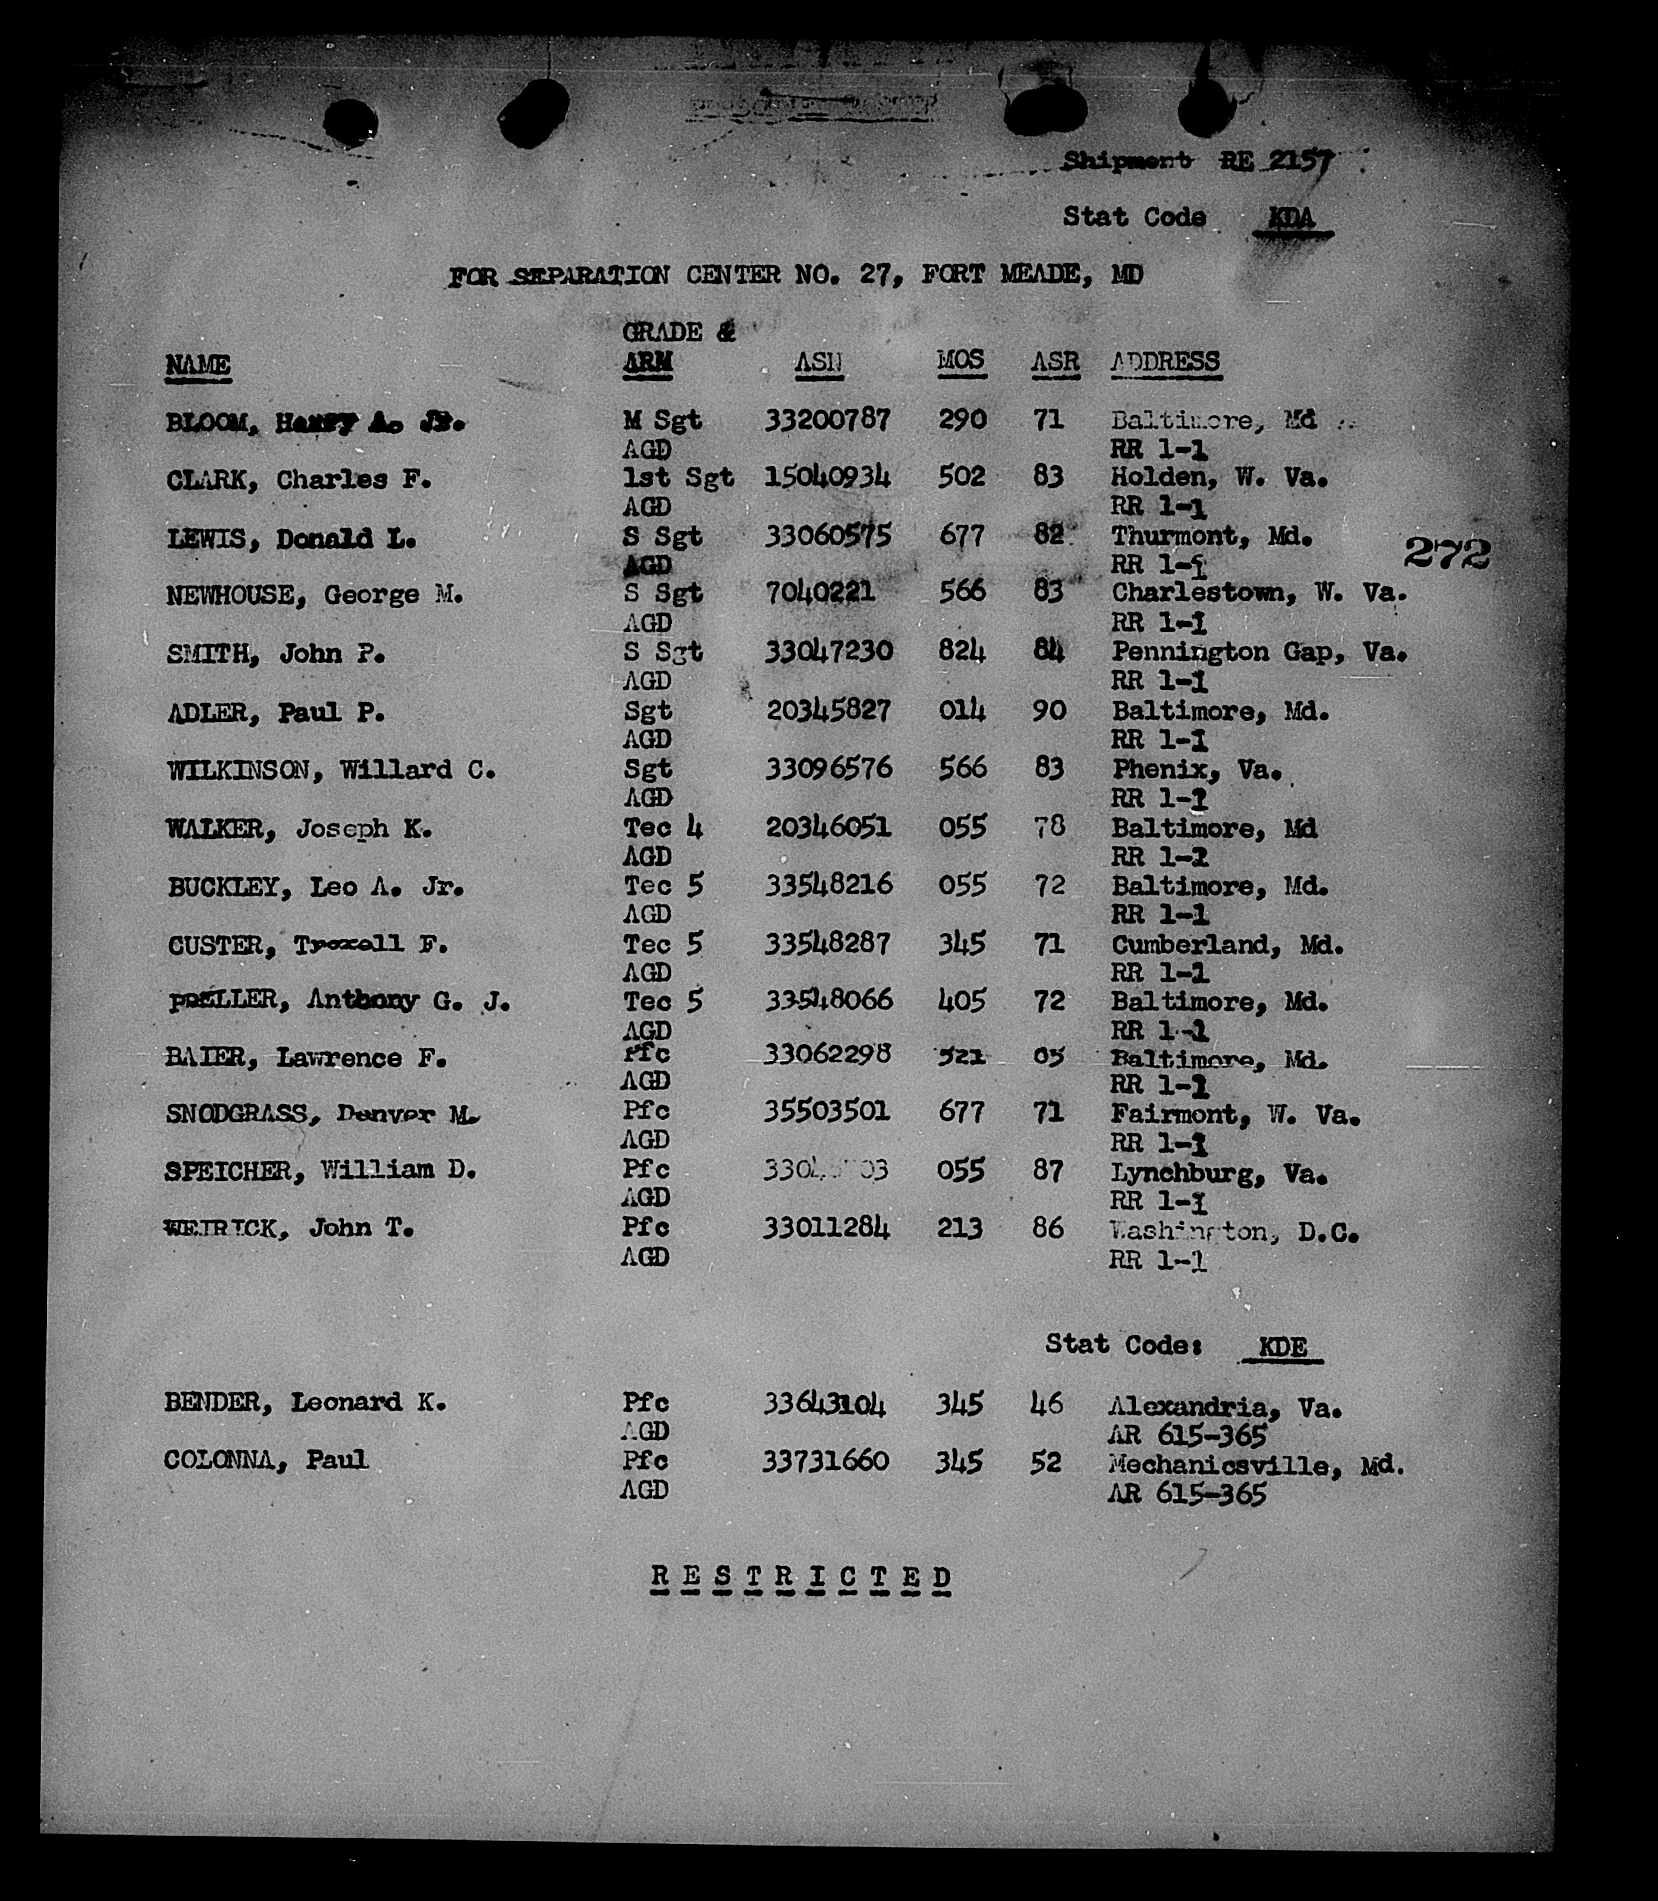 Shipment RE 2157
Stat Code KDA
FOR SEPARATION CENTER NO. 27, FORT MEADE, MD
GRADE &
NAME ARM ASN MOS ASR ADDRESS
BLOOM, Harry A. Jr. M Sgt 33200787 290 71 Baltimore, Md
AGD RR 1-1
CLARK, Charles F. 1st Sgt 15040934 502 83 Holden, W. Va.
AGD RR 1-1
LEWIS, Donald L. S Sgt 33060575 677 82 Thurmont, Md.
272
AGD RR 1-1
NEWHOUSE, George M. S Sgt 7040221 566 83 Charlestown, W. Va.
AGD RR 1-1
SMITH, John P. S Sgt 33047230 824 84 Pennington Gap, Va.
AGD RR 1-1
ADLER, Paul P. Sgt 20345827 014 90 Baltimore, Md.
AGD RR 1-1
WILKINSON, Willard C. Sgt 33096576 566 83 Phenix, Va.
AGD RR 1-1
WALKER, Joseph K. Tec 4 20346051 055 78 Baltimore, Md
AGD RR 1-1
BUCKLEY, Leo A. Jr. Tec 5 33548216 055 72 Baltimore, Md.
AGD RR 1-1
CUSTER, Troxell F. Tec 5 33548287 345 71 Cumberland, Md.
AGD RR 1-1
PRELLER, Anthony G. J. Tec 5 33548066 405 72 Baltimore, Md.
AGD RR 1-1
BAIER, Lawrence F. Pfc 33062298 521 Baltimore, Md.
AGD RR 1-1
SNODGRASS, Denver M. Pfc 35503501 677 71 Fairmont, W. Va.
AGD RR 1-1
SPEICHER, William D. Pfc 055 87 Lynchburg, Va.
AGD RR 1-1
WEIRICK, John T. Pfc 33011284 213 86 Washington, D.C.
AGD RR 1-1
Stat Code: KDE
BENDER, Leonard K. Pfc 33643104 345 46 Alexandria, Va.
AGD AR 615-365
COLONNA, Paul Pfc 33731660 345 52 Mechanicsville, Md.
AGD AR 615-365
R E S T R I C T E D